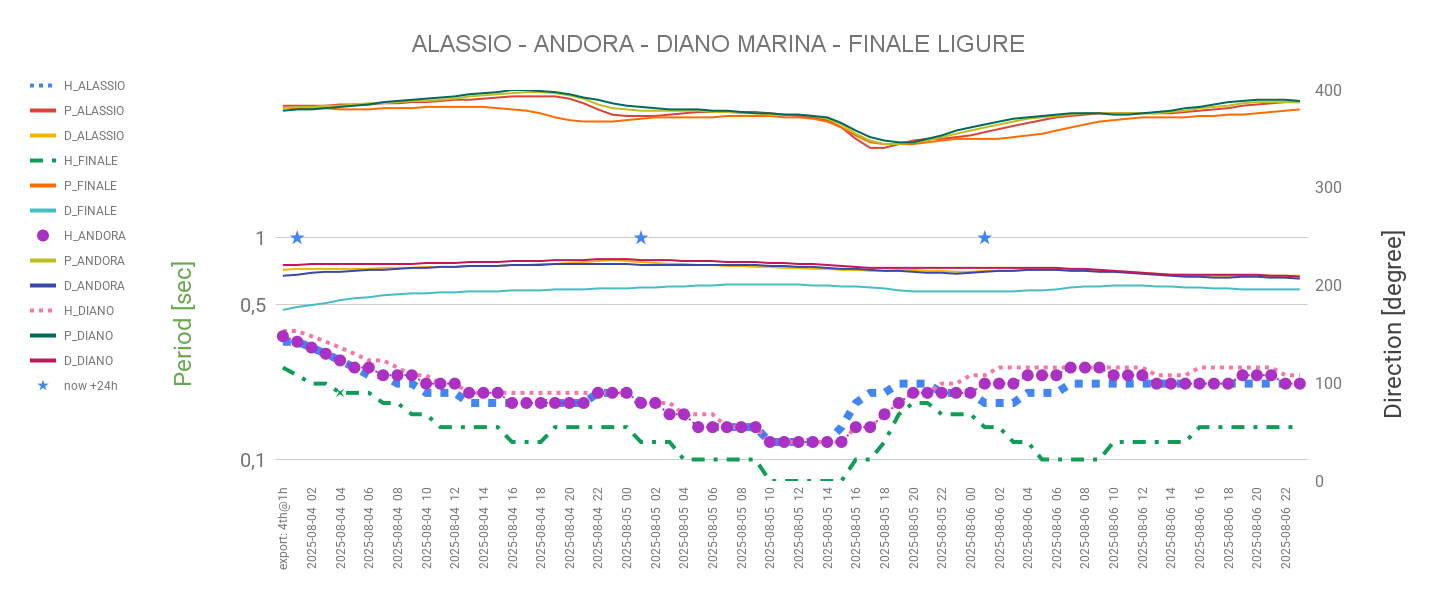 ALASSIO - ANDORA - DIANO MARINA - FINALE LIGURE
H_ALASSIO
P_ALASSIO
D_ALASSIO
H_FINALE
P_FINALE
D_FINALE
H_ANDORA
P_ANDORA
D_ANDORA
H_DIANO
P_DIANO
D_DIANO
now +24h
Period [sec]
1
0,5
0,1
400
300
200
100
0
Direction [degree]
export: 4th@1h
2025-08-04 02
2025-08-04 04
2025-08-04 06
2025-08-04 08
2025-08-04 10
2025-08-04 12
2025-08-04 14
2025-08-04 16
2025-08-04 18
2025-08-04 20
2025-08-04 22
2025-08-05 00
2025-08-05 02
2025-08-05 04
2025-08-05 06
2025-08-05 08
2025-08-05 10
2025-08-05 12
2025-08-05 14
2025-08-05 16
2025-08-05 18
2025-08-05 20
2025-08-05 22
2025-08-06 00
2025-08-06 02
2025-08-06 04
2025-08-06 06
2025-08-06 08
2025-08-06 10
2025-08-06 12
2025-08-06 14
2025-08-06 16
2025-08-06 18
2025-08-06 20
2025-08-06 22